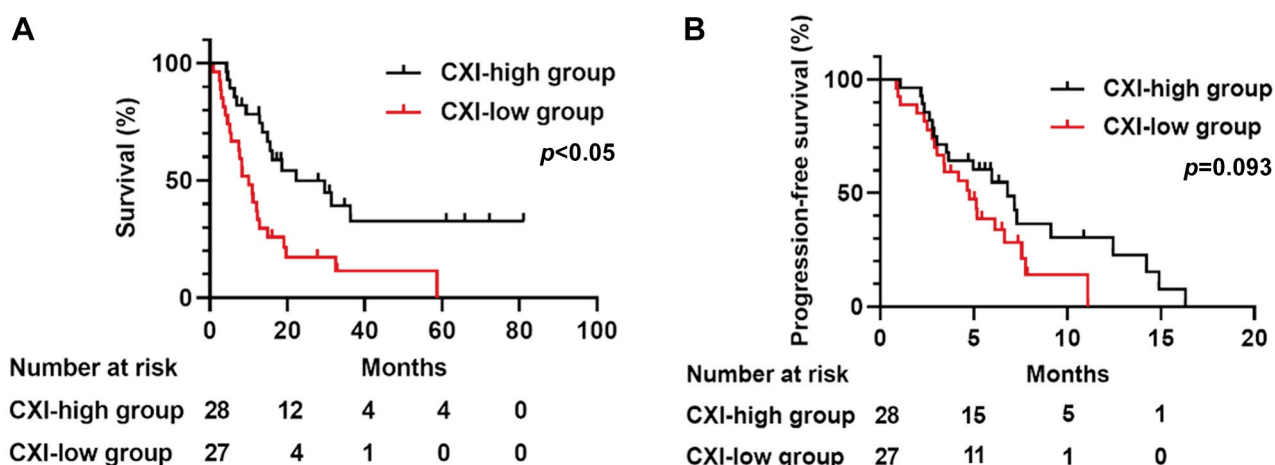 A
Survival (%)
100
50
0
CXI-high group
CXI-low group
p<0.05
0 20 40 60 80 100
Number at risk Months
CXI-high group 28 12 4 4 0
CXI-low group 27 4 1 0 0
B
Progression-free survival (%)
100
50
0
CXI-high group
CXI-low group
p=0.093
0 5 10 15 20
Number at risk Months
CXI-high group 28 15 5 1
CXI-low group 27 11 1 0